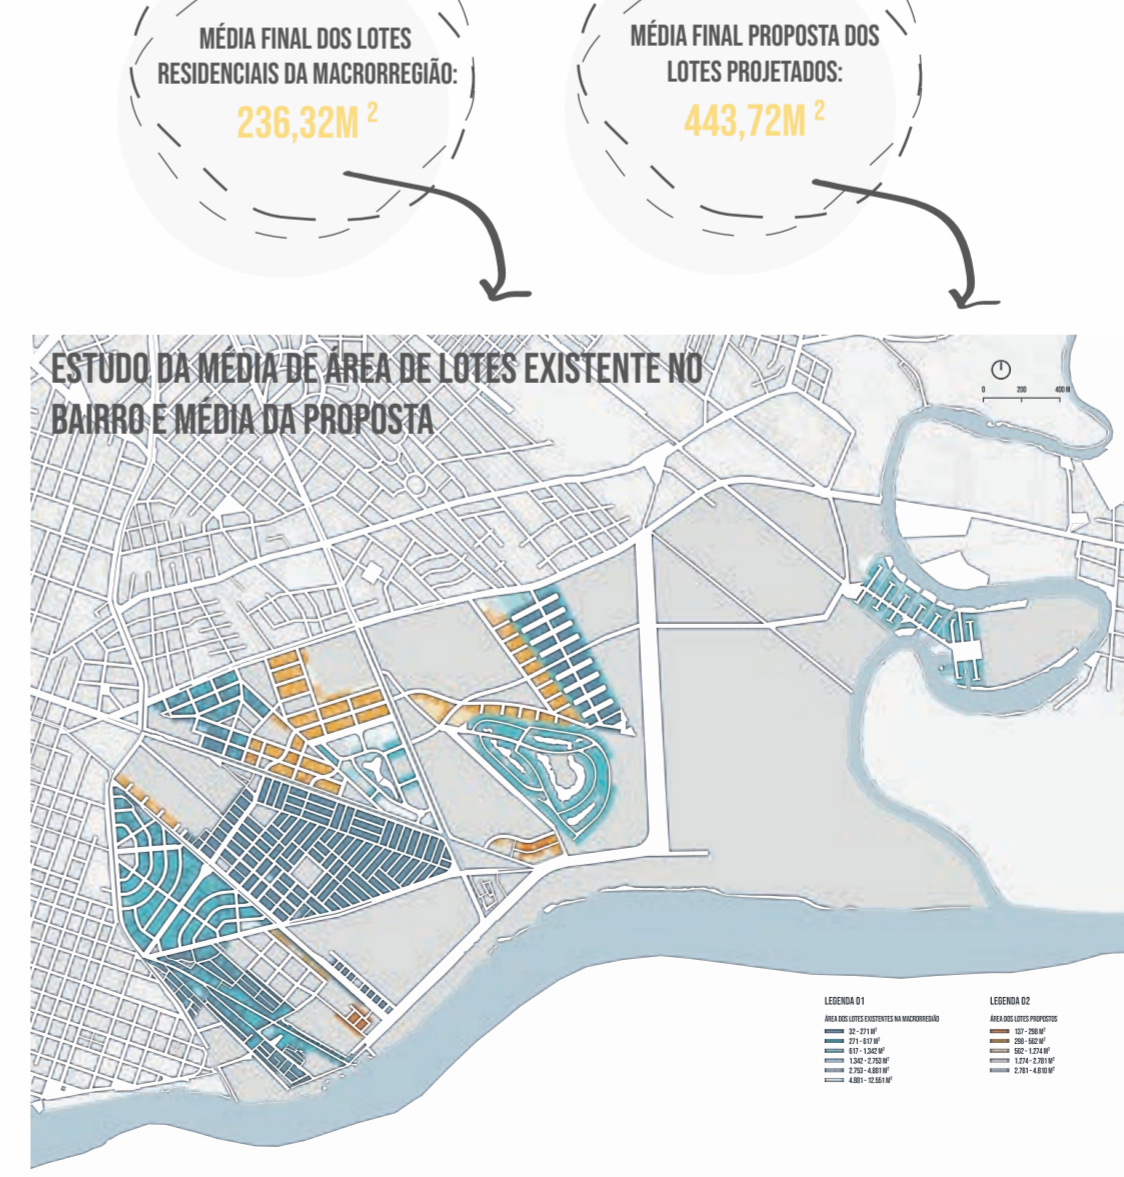 MÉDIA FINAL DOS LOTES
RESIDENCIAIS DA MACRORREGIÃO:
236,32M²
MÉDIA FINAL PROPOSTA DOS
LOTES PROJETADOS:
443,72M²
ESTUDO DA MÉDIA DE ÁREA DE LOTES EXISTENTE NO
BAIRRO E MÉDIA DA PROPOSTA
0 200 400 M
LEGENDA 01
ÁREA DOS LOTES EXISTENTES NA MACRORREGIÃO
32 - 271 M²
271 - 617 M²
617 - 1.342 M²
1.342 - 2.753 M²
2.753 - 4.881 M²
4.881 - 12.551 M²
LEGENDA 02
ÁREA DOS LOTES PROPOSTOS
137 - 298 M²
298 - 562 M²
562 - 1.274 M²
1.274 - 2.781 M²
2.781 - 4.810 M²